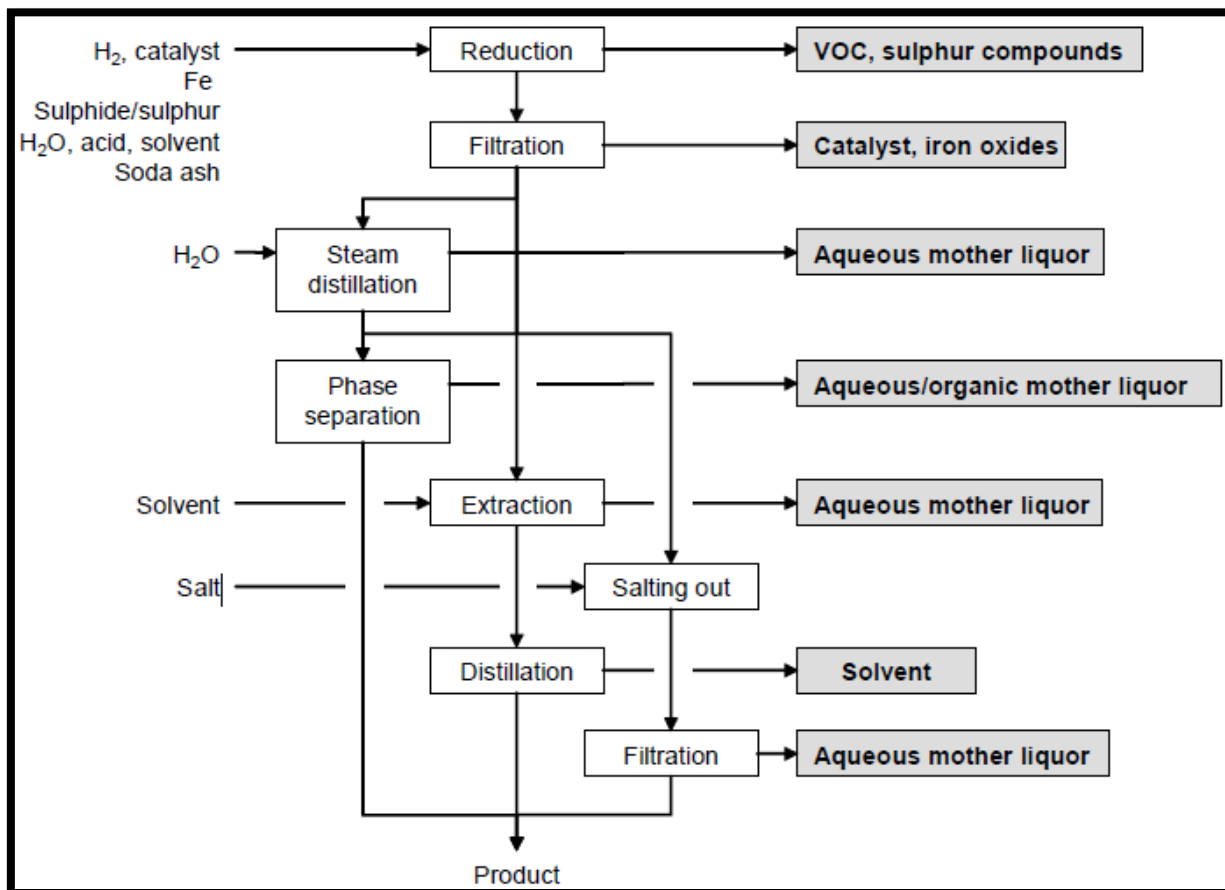 H₂, catalyst
Fe
Sulphide/sulphur
H₂O, acid, solvent
Soda ash
Reduction
VOC, sulphur compounds
Filtration
Catalyst, iron oxides
H₂O
Steam
distillation
Aqueous mother liquor
Phase
separation
Aqueous/organic mother liquor
Solvent
Extraction
Aqueous mother liquor
Salt
Salting out
Distillation
Solvent
Filtration
Aqueous mother liquor
Product